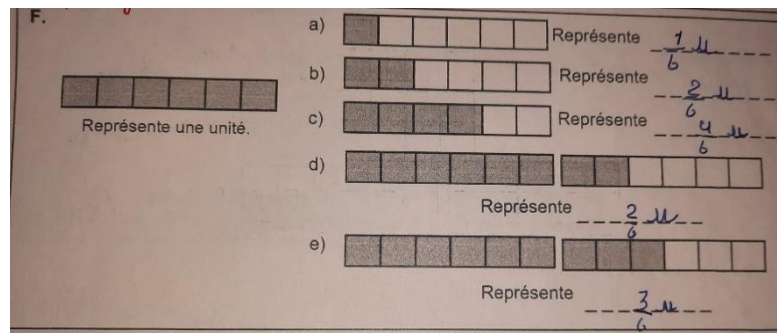 F.
a) Représente 1/6 u
b) Représente 2/6 u
Représente une unité.
c) Représente 4/6 u
d)
Représente 2/6 u
e)
Représente 3/6 u